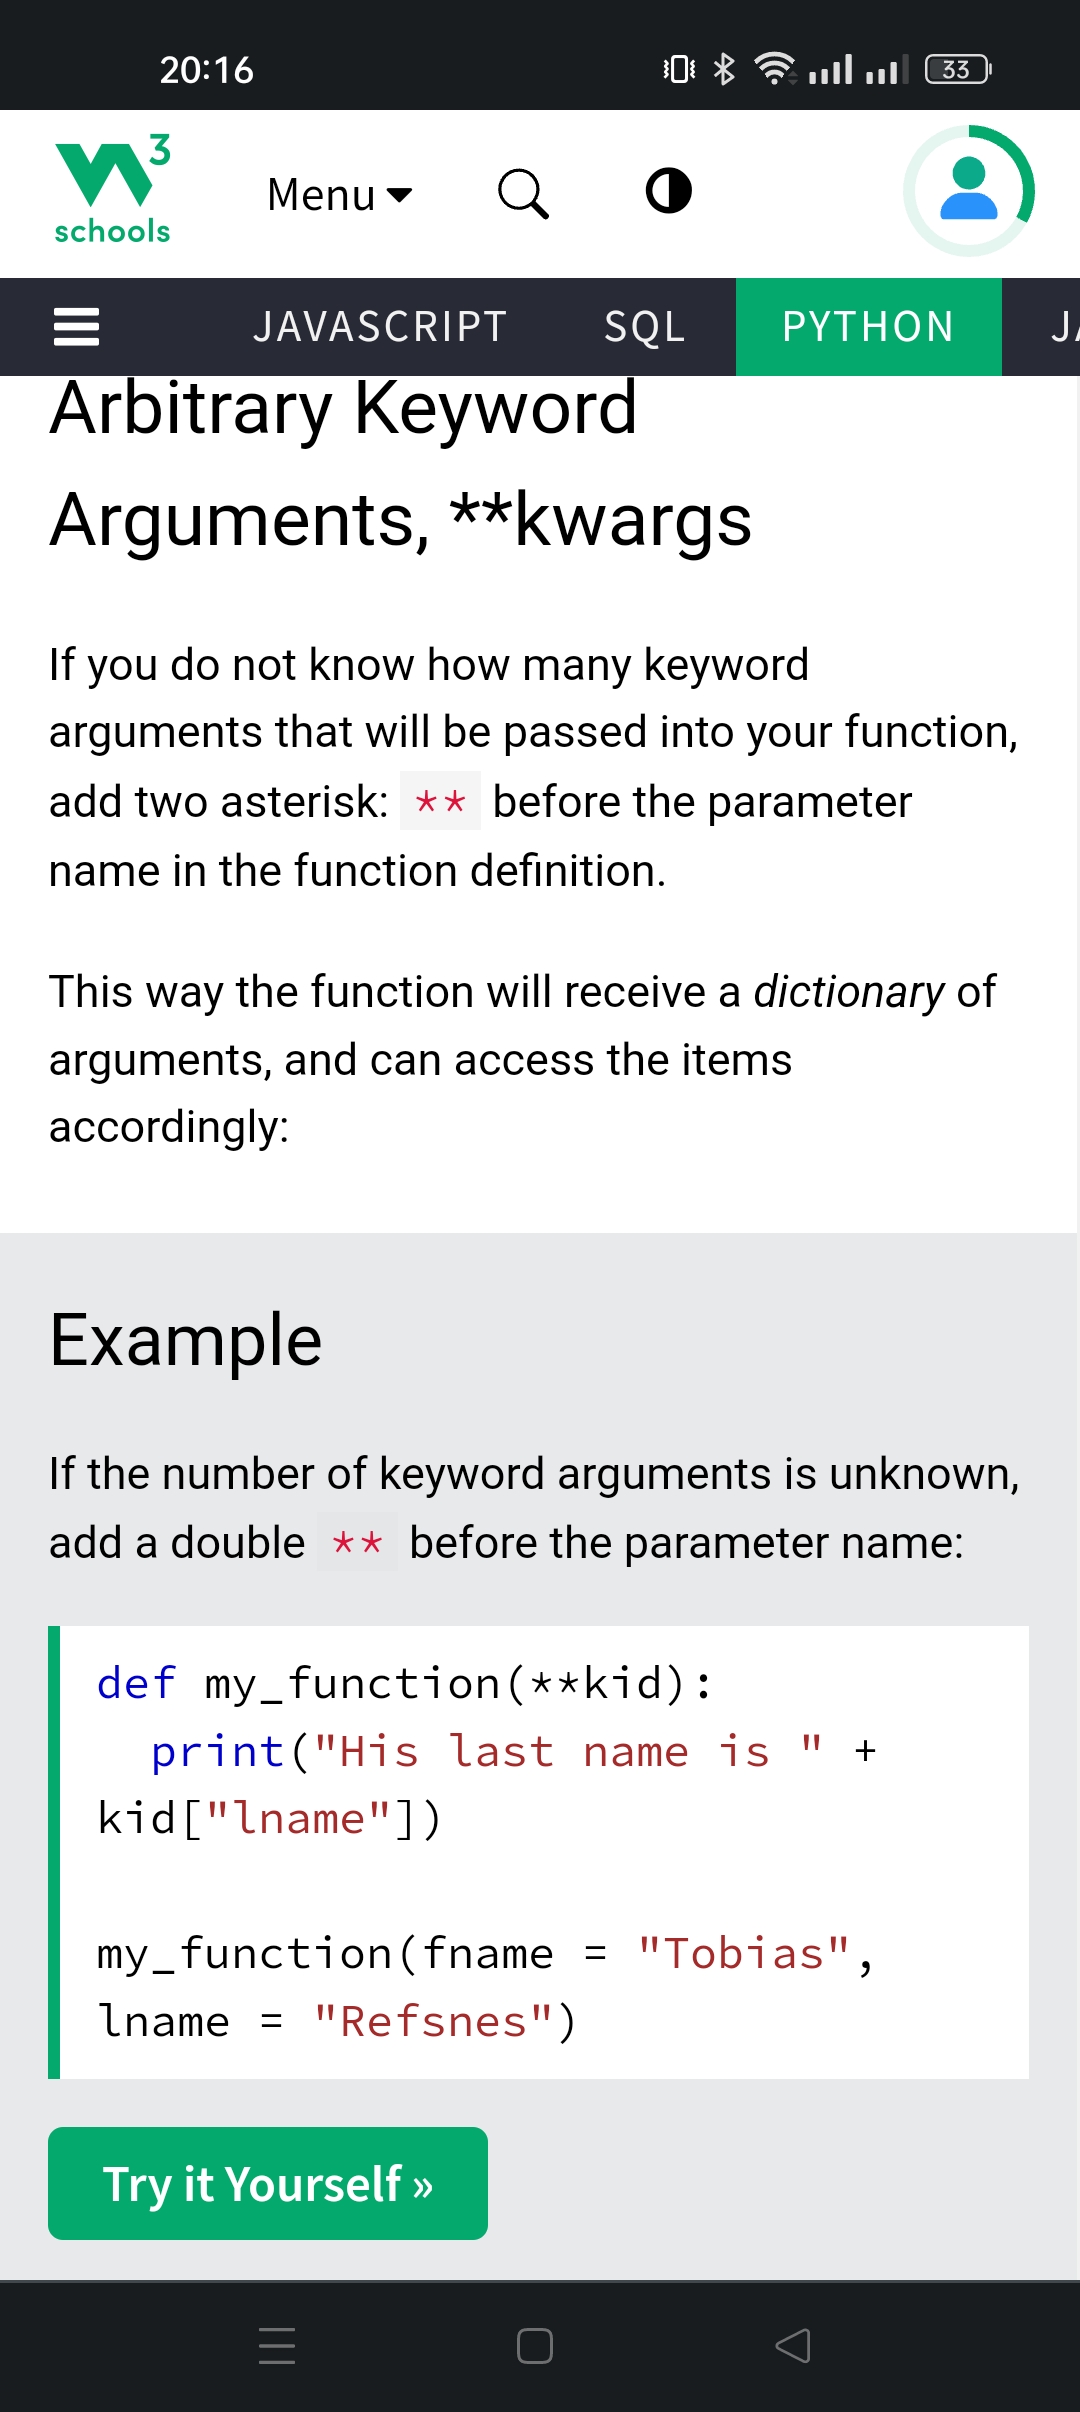 20:16
33
W3
schools
Menu
JAVASCRIPT SQL PYTHON JA
Arbitrary Keyword
Arguments, **kwargs
If you do not know how many keyword
arguments that will be passed into your function,
add two asterisk: ** before the parameter
name in the function definition.
This way the function will receive a dictionary of
arguments, and can access the items
accordingly:
Example
If the number of keyword arguments is unknown,
add a double ** before the parameter name:
def my_function(**kid):
  print("His last name is " +
kid["lname"])
my_function(fname = "Tobias",
lname = "Refsnes")
Try it Yourself »